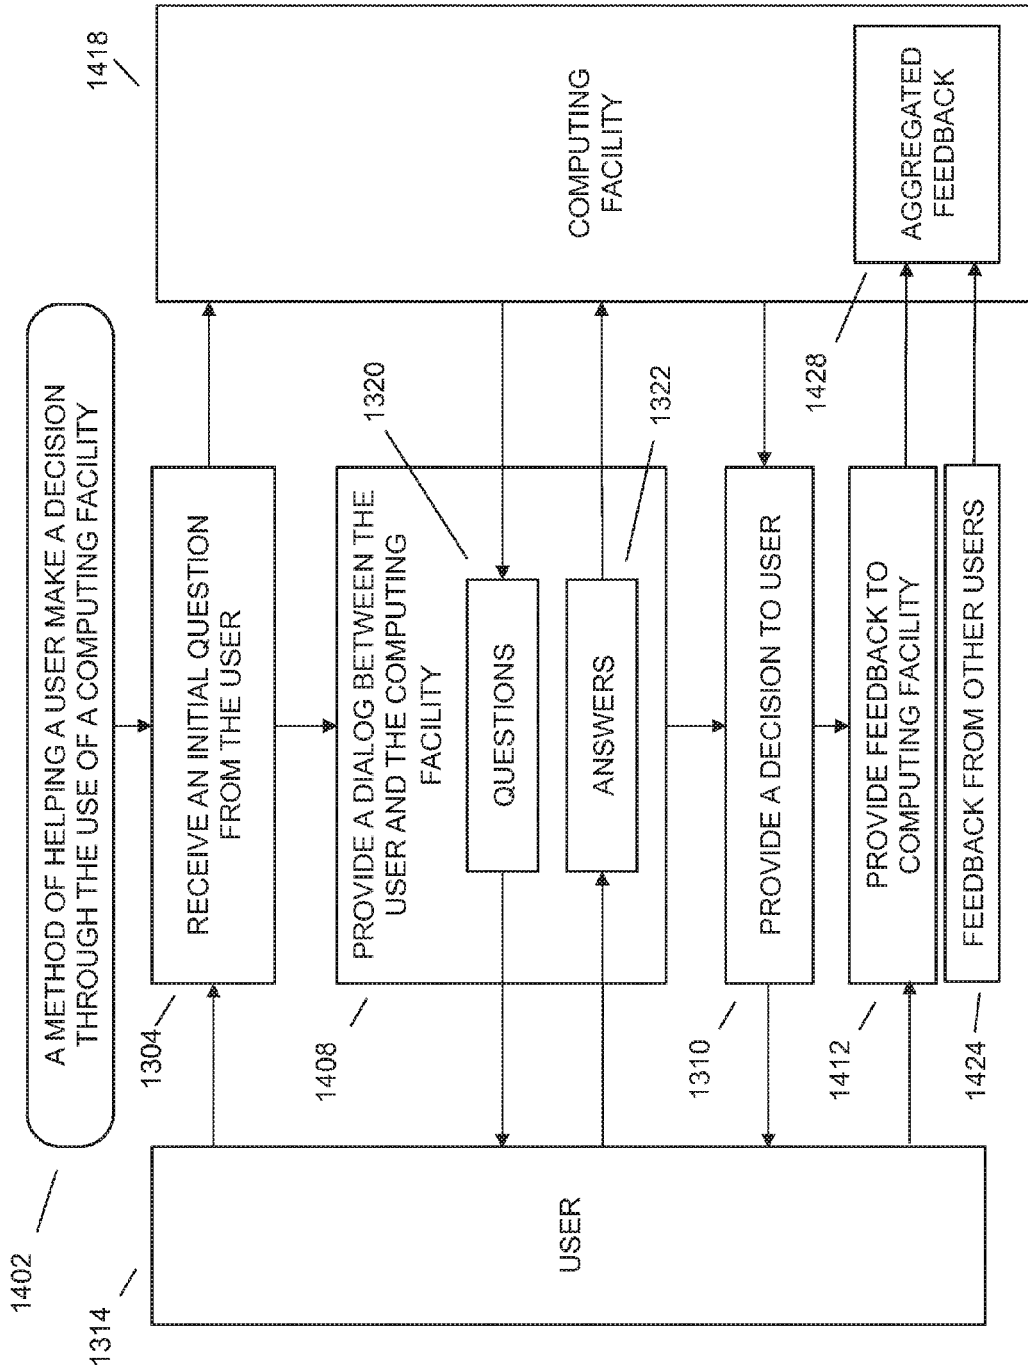 1402
A METHOD OF HELPING A USER MAKE A DECISION
THROUGH THE USE OF A COMPUTING FACILITY
1314
USER
1304
RECEIVE AN INITIAL QUESTION
FROM THE USER
1408
PROVIDE A DIALOG BETWEEN THE
USER AND THE COMPUTING
FACILITY
1320
QUESTIONS
1322
ANSWERS
1310
PROVIDE A DECISION TO USER
1412
PROVIDE FEEDBACK TO
COMPUTING FACILITY
1424
FEEDBACK FROM OTHER USERS
1418
COMPUTING
FACILITY
1428
AGGREGATED
FEEDBACK